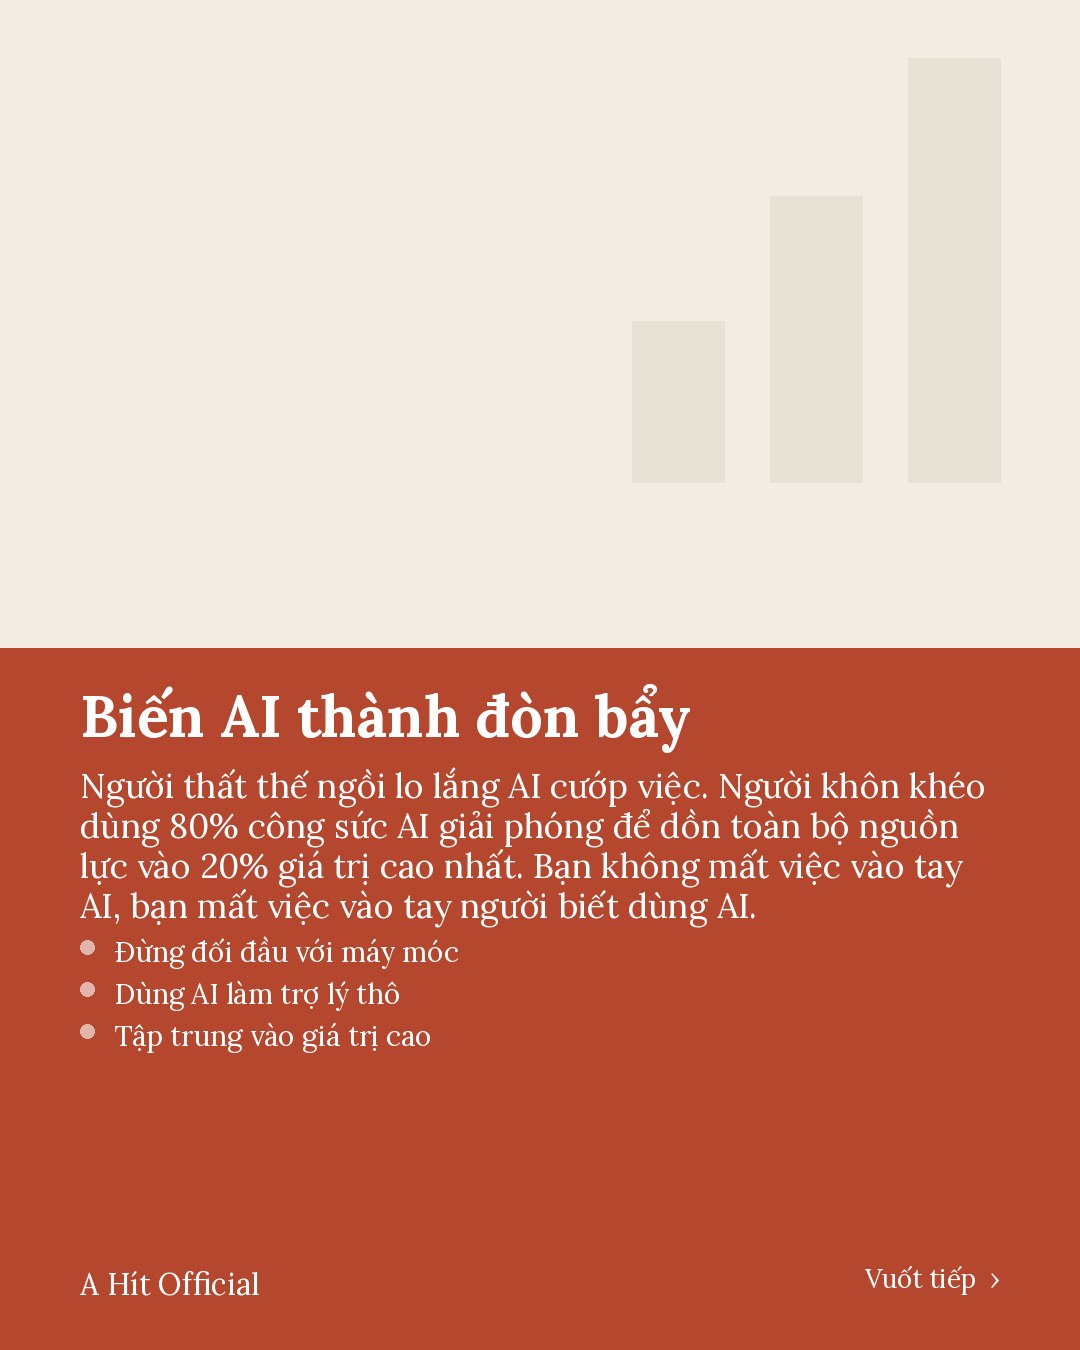 Biến AI thành đòn bẩy
Người thất thế ngồi lo lắng AI cướp việc. Người khôn khéo
dùng 80% công sức AI giải phóng để dồn toàn bộ nguồn
lực vào 20% giá trị cao nhất. Bạn không mất việc vào tay
AI, bạn mất việc vào tay người biết dùng AI.
Đừng đối đầu với máy móc
Dùng AI làm trợ lý thô
Tập trung vào giá trị cao
A Hít Official
Vuốt tiếp ›